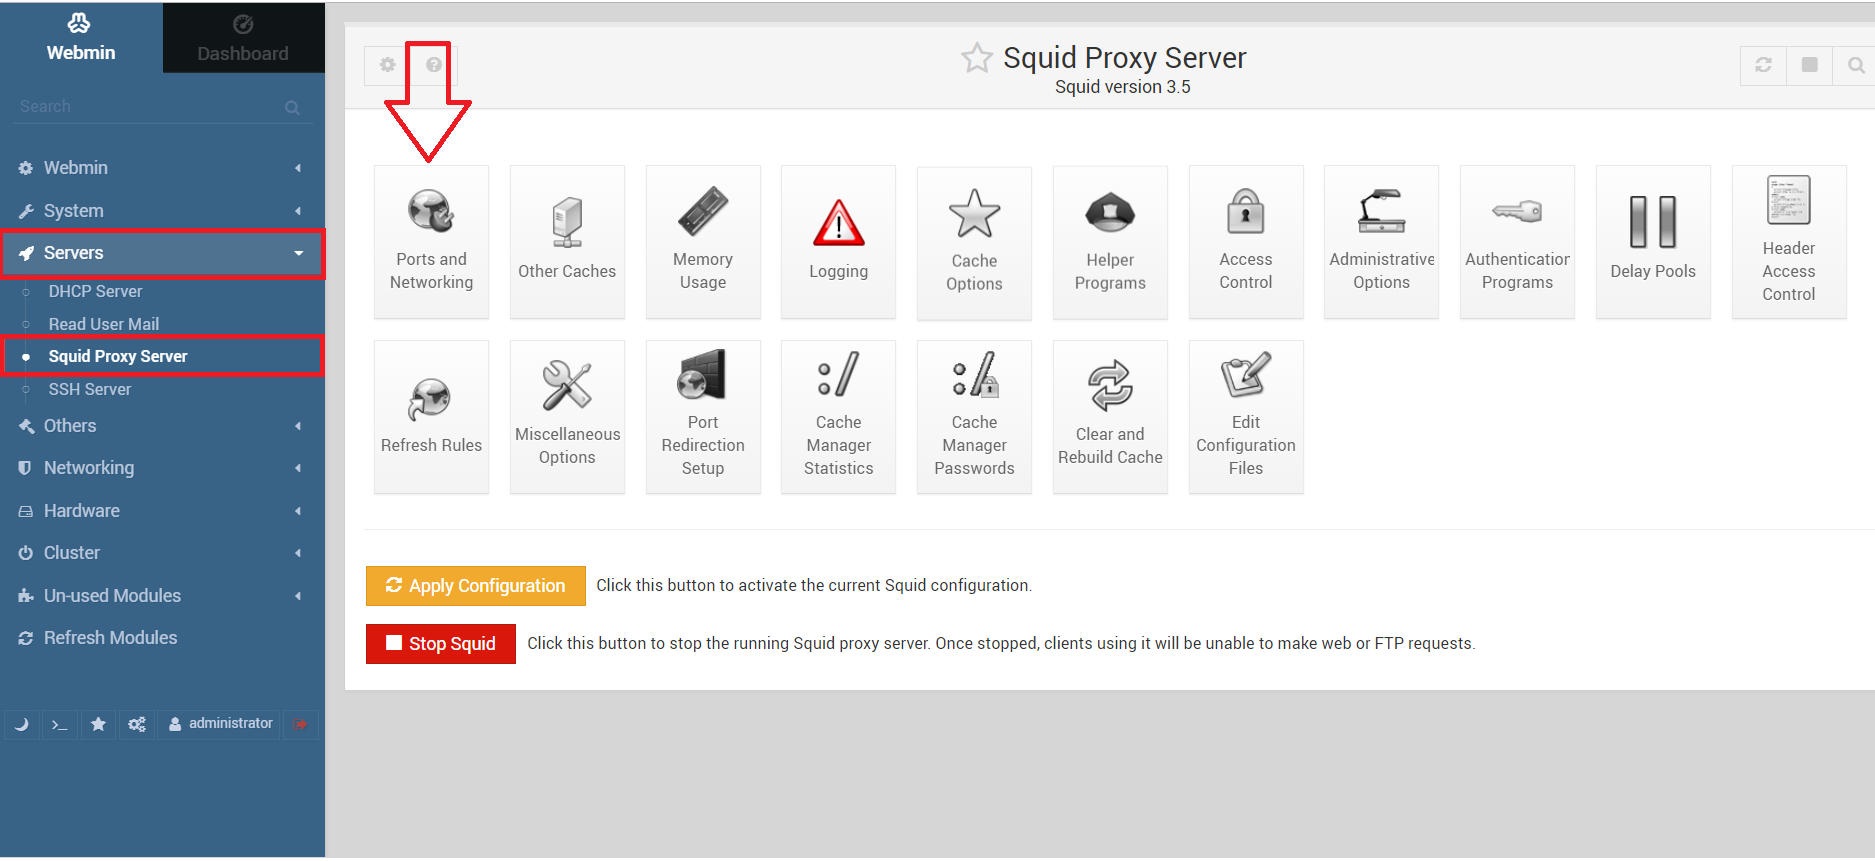 Webmin
Dashboard
Search
Webmin
System
Servers
DHCP Server
Read User Mail
Squid Proxy Server
SSH Server
Others
Networking
Hardware
Cluster
Un-used Modules
Refresh Modules
administrator
Squid Proxy Server
Squid version 3.5
Ports and
Networking
Other Caches
Memory
Usage
Logging
Cache
Options
Helper
Programs
Access
Control
Administrative
Options
Authentication
Programs
Delay Pools
Header
Access
Control
Refresh Rules
Miscellaneous
Options
Port
Redirection
Setup
Cache
Manager
Statistics
Cache
Manager
Passwords
Clear and
Rebuild Cache
Edit
Configuration
Files
Apply Configuration Click this button to activate the current Squid configuration.
Stop Squid Click this button to stop the running Squid proxy server. Once stopped, clients using it will be unable to make web or FTP requests.